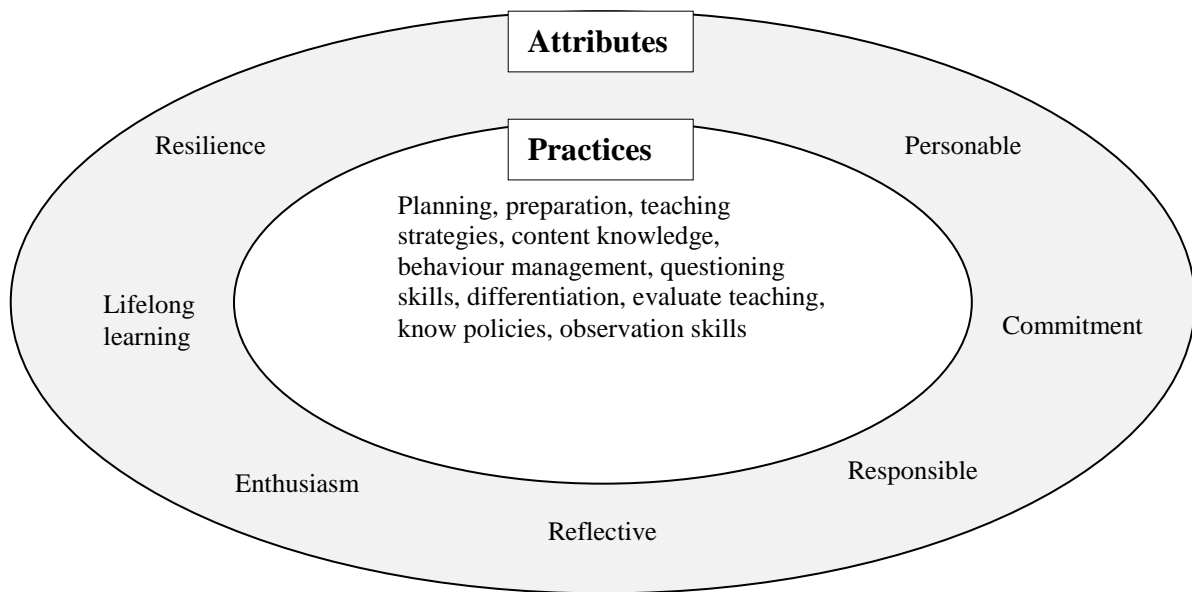 Attributes
Resilience
Personable
Practices
Planning, preparation, teaching
strategies, content knowledge,
behaviour management, questioning
skills, differentiation, evaluate teaching,
know policies, observation skills
Lifelong
learning
Commitment
Enthusiasm
Responsible
Reflective